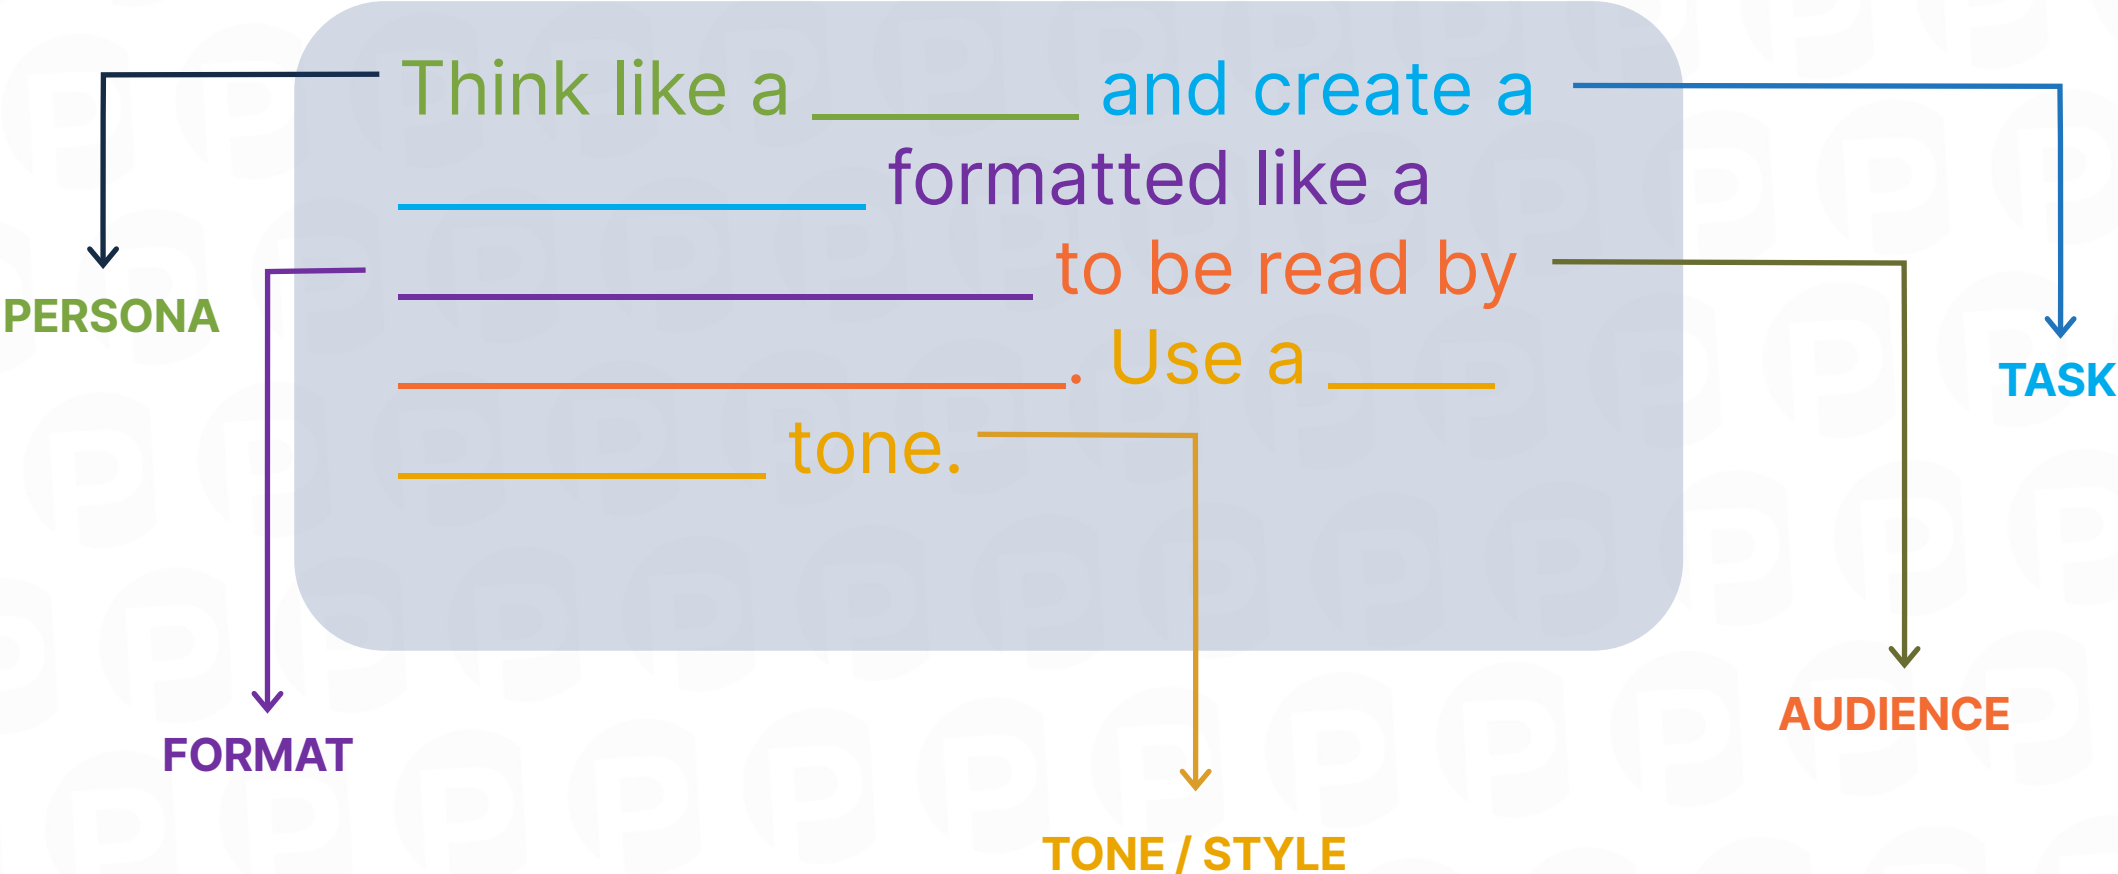 Think like a ________ and create a
______________ formatted like a
___________________ to be read by
____________________. Use a _____
___________ tone.
PERSONA
TASK
FORMAT
AUDIENCE
TONE / STYLE